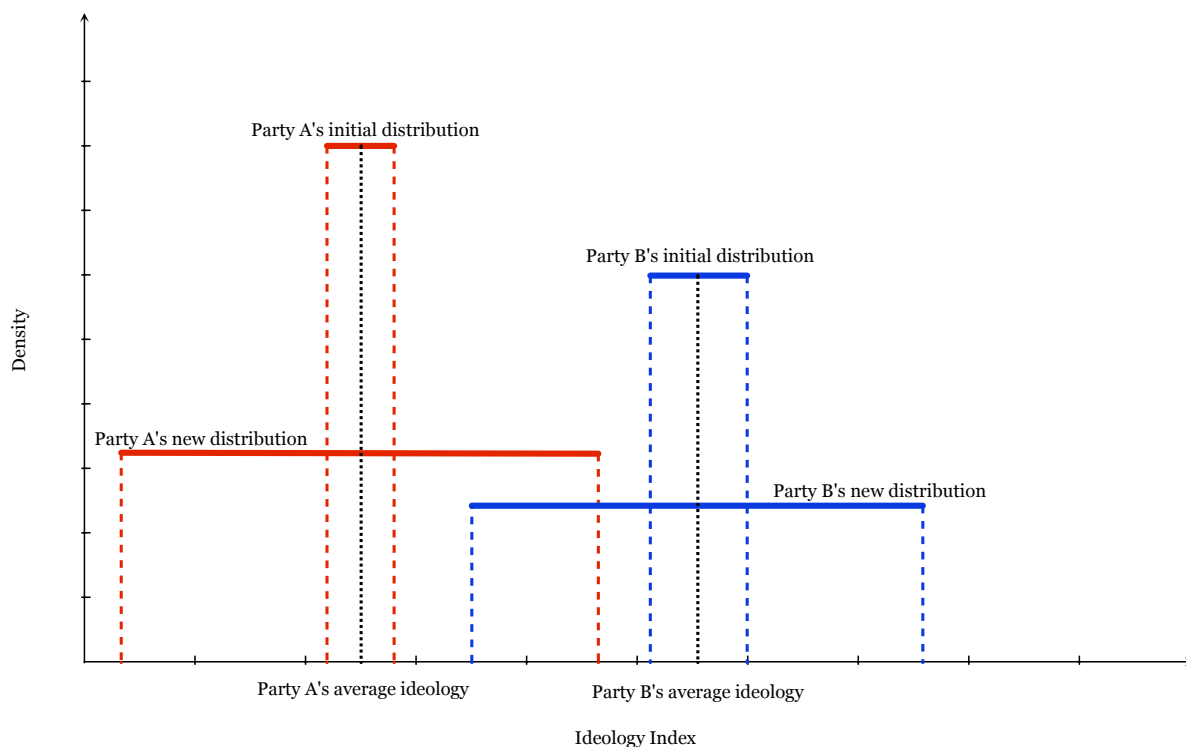 Party A's initial distribution
Party B's initial distribution
Density
Party A's new distribution
Party B's new distribution
Party A's average ideology
Party B's average ideology
Ideology Index